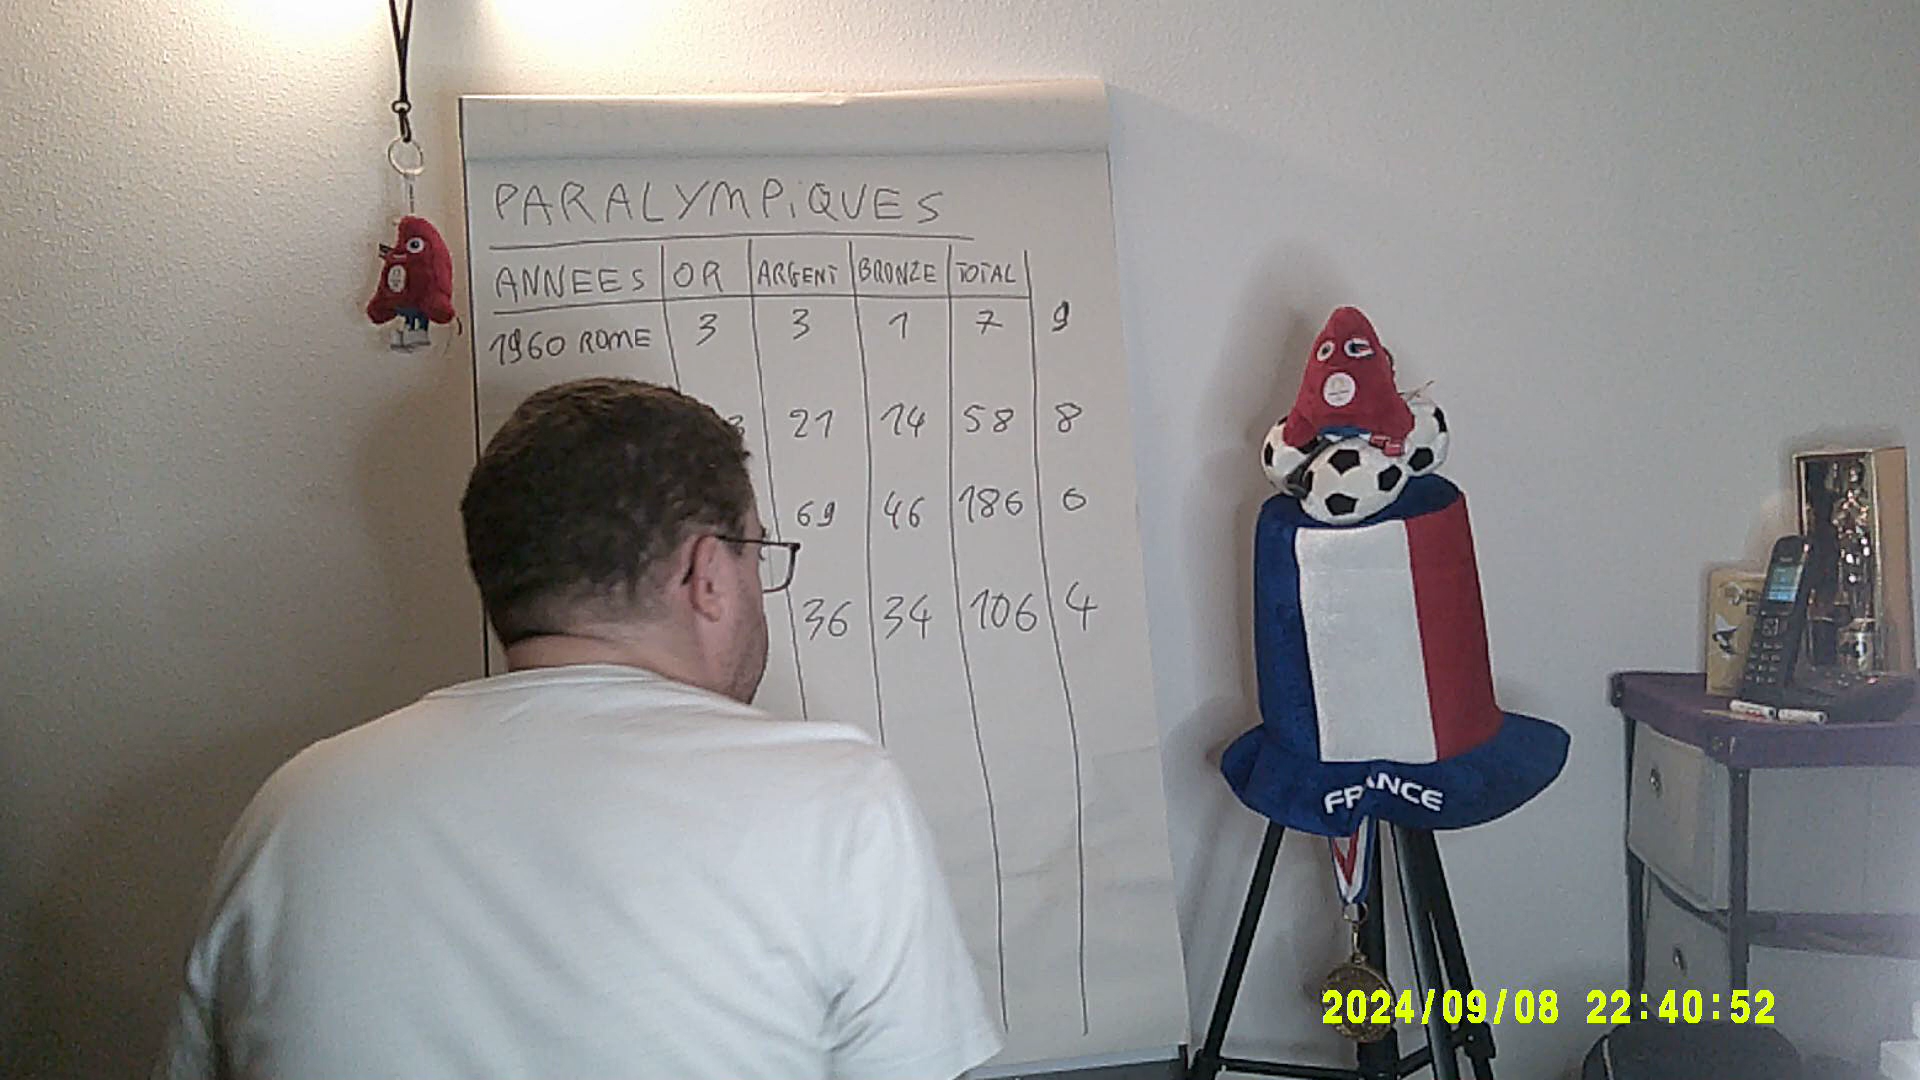 PARALYMPiQUES
ANNEES OR ARGENT BRONZE TOTAL
1960 ROME 3 3 1 7 9
3 21 14 58 8
69 46 186 6
36 34 106 4
FRANCE
2024/09/08 22:40:52